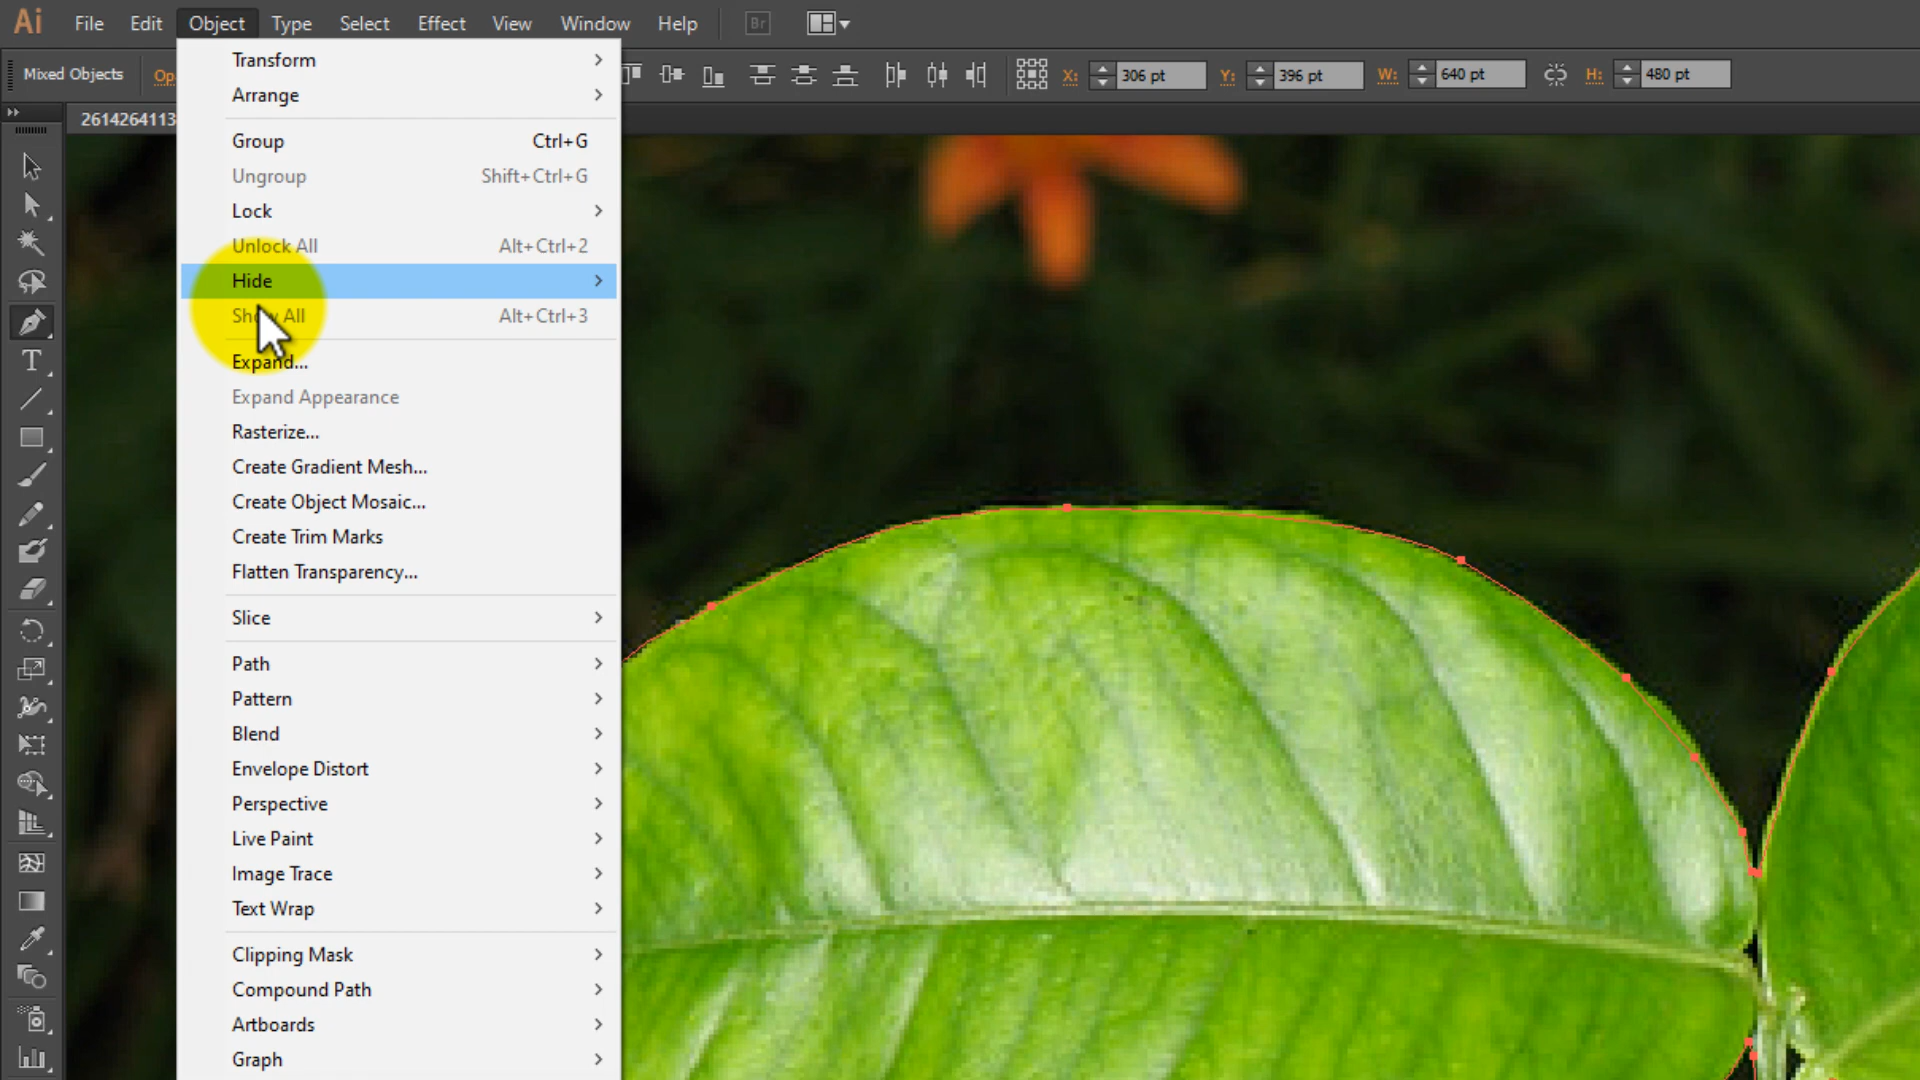 Ai File Edit Object Type Select Effect View Window Help Br
Mixed Objects Op X: 306 pt Y: 396 pt W: 640 pt H: 480 pt
2614264113
Transform
Arrange
Group Ctrl+G
Ungroup Shift+Ctrl+G
Lock
Unlock All Alt+Ctrl+2
Hide
Show All Alt+Ctrl+3
Expand...
Expand Appearance
Rasterize...
Create Gradient Mesh...
Create Object Mosaic...
Create Trim Marks
Flatten Transparency...
Slice
Path
Pattern
Blend
Envelope Distort
Perspective
Live Paint
Image Trace
Text Wrap
Clipping Mask
Compound Path
Artboards
Graph